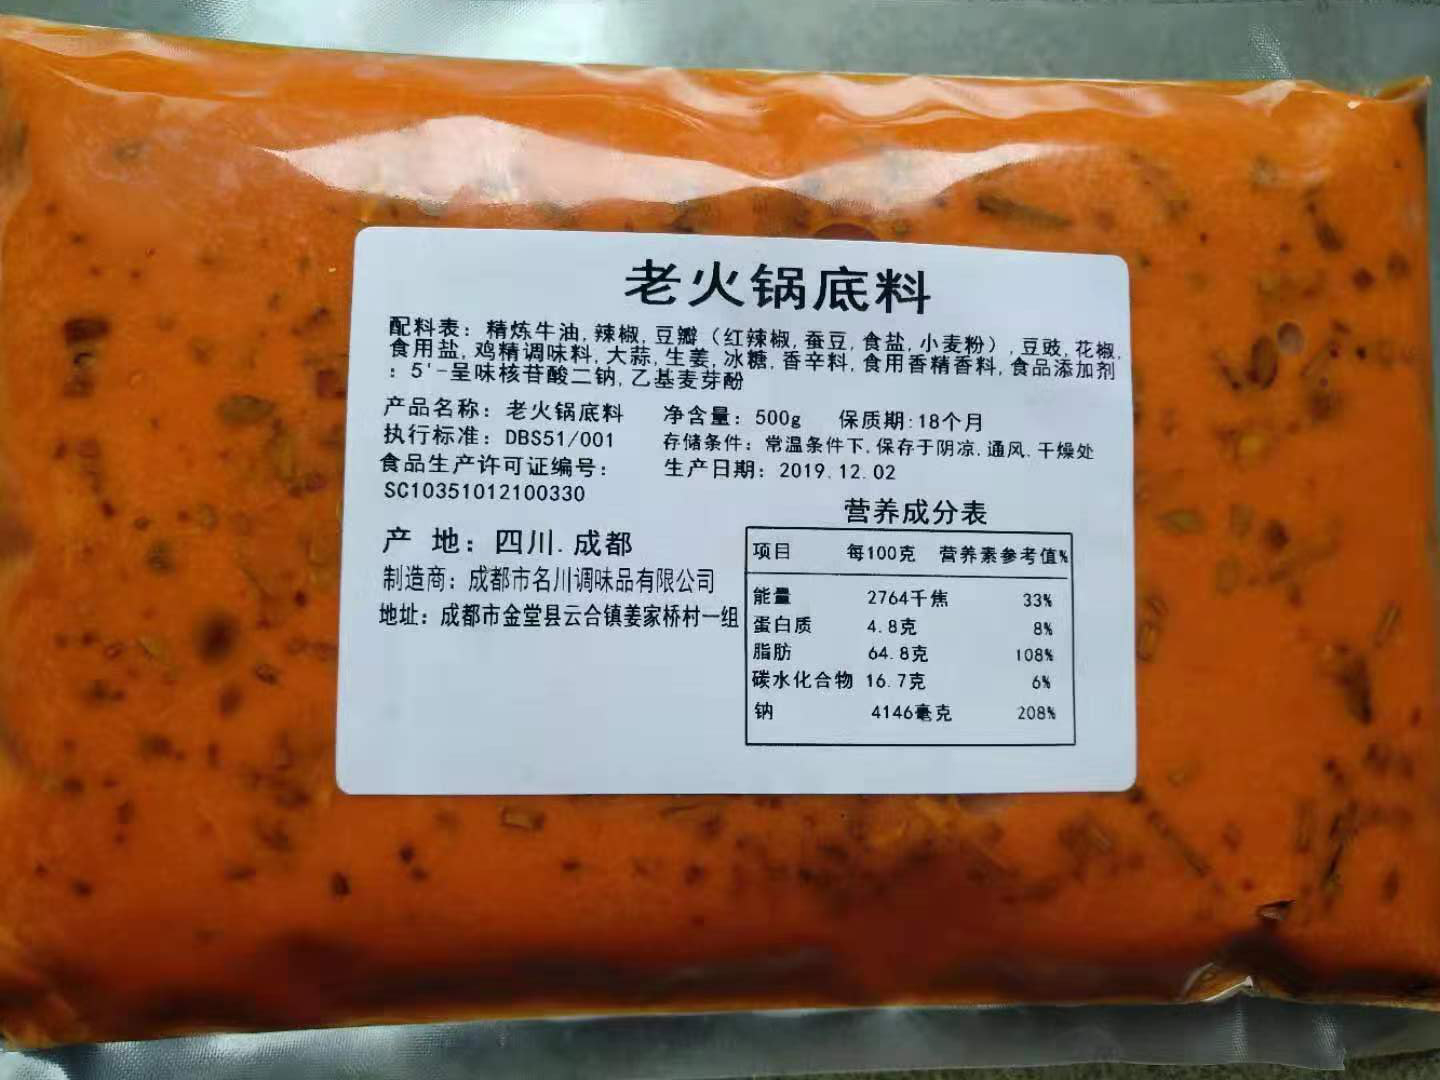 老火锅底料
配料表：精炼牛油,辣椒,豆瓣（红辣椒,蚕豆,食盐,小麦粉）,豆豉,花椒,
食用盐,鸡精调味料,大蒜,生姜,冰糖,香辛料,食用香精香料,食品添加剂
：5'-呈味核苷酸二钠,乙基麦芽酚
产品名称：老火锅底料 净含量：500g 保质期:18个月
执行标准：DBS51/001 存储条件：常温条件下.保存于阴凉.通风.干燥处
食品生产许可证编号： 生产日期：2019.12.02
SC10351012100330
产 地：四川.成都
制造商：成都市名川调味品有限公司
地址：成都市金堂县云合镇姜家桥村一组
营养成分表
项目 每100克 营养素参考值%
能量 2764千焦 33%
蛋白质 4.8克 8%
脂肪 64.8克 108%
碳水化合物 16.7克 6%
钠 4146毫克 208%